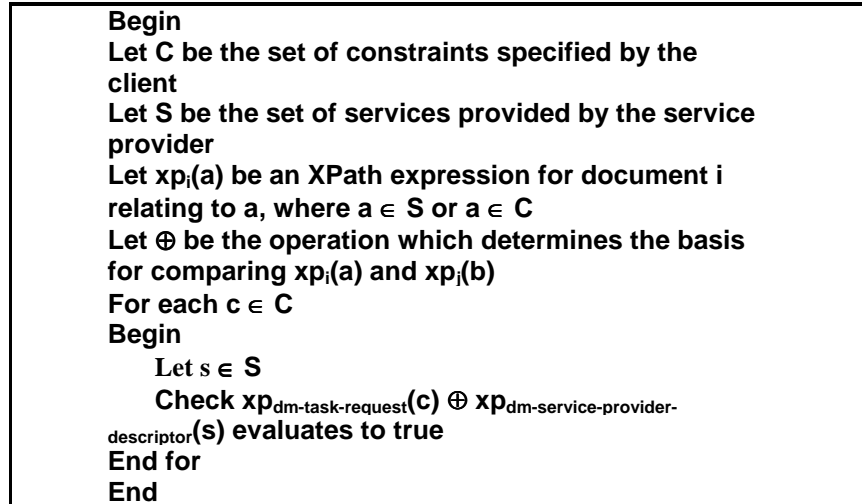 Begin
Let C be the set of constraints specified by the
client
Let S be the set of services provided by the service
provider
Let xpᵢ(a) be an XPath expression for document i
relating to a, where a ∈ S or a ∈ C
Let ⊕ be the operation which determines the basis
for comparing xpᵢ(a) and xpⱼ(b)
For each c ∈ C
Begin
Let s ∈ S
Check xp_dm-task-request(c) ⊕ xp_dm-service-provider-
descriptor(s) evaluates to true
End for
End